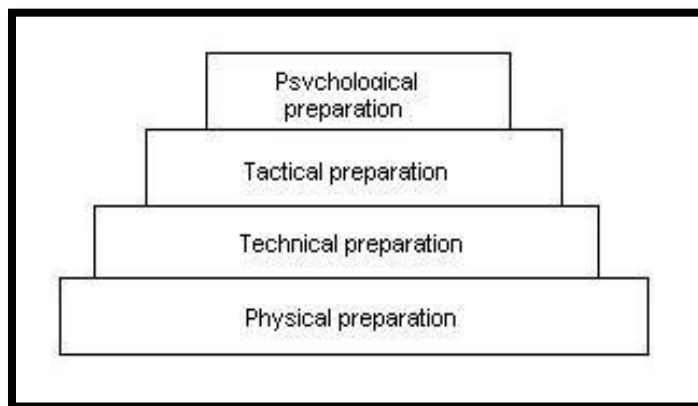 Psychological
preparation
Tactical preparation
Technical preparation
Physical preparation